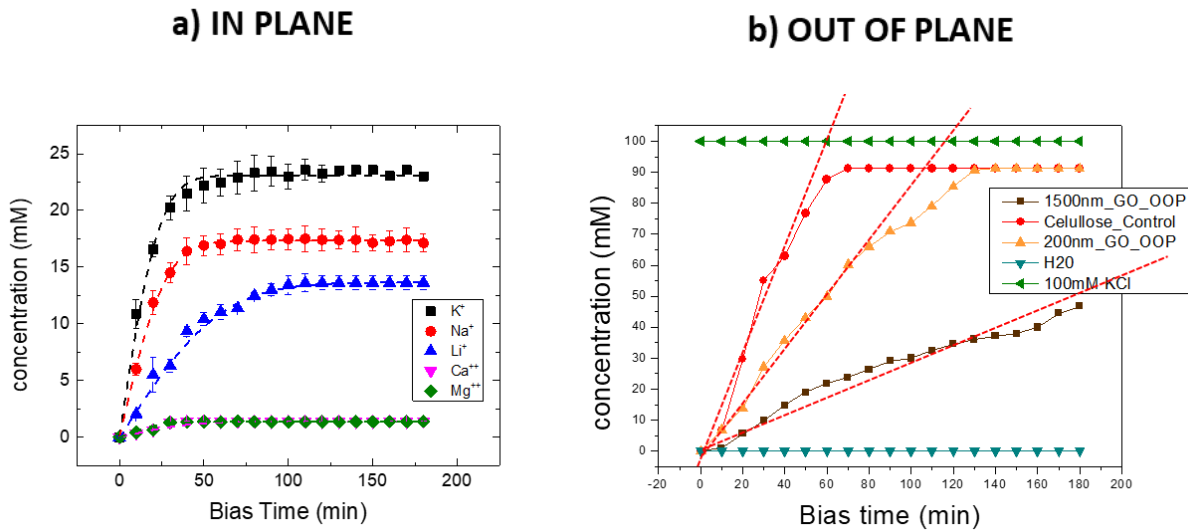 a) IN PLANE
concentration (mM)
25
20
15
10
5
0
0
50
100
150
200
Bias Time (min)
K+
Na+
Li+
Ca++
Mg++
b) OUT OF PLANE
concentration (mM)
100
90
80
70
60
50
40
30
20
10
0
-20
0
20
40
60
80
100
120
140
160
180
200
Bias time (min)
1500nm_GO_OOP
Celullose_Control
200nm_GO_OOP
H20
100mM KCl